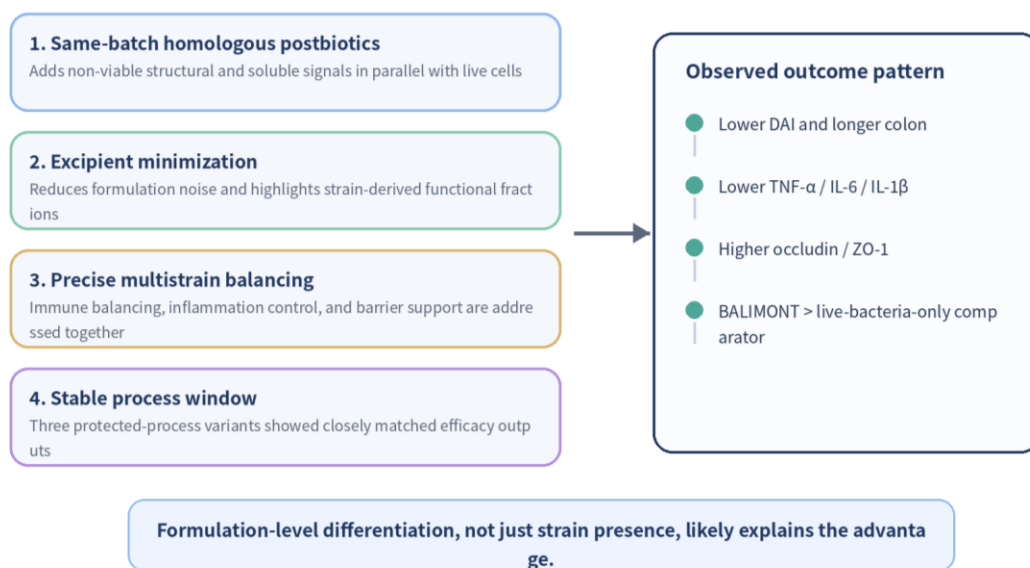 1. Same-batch homologous postbiotics
Adds non-viable structural and soluble signals in parallel with live cells
2. Excipient minimization
Reduces formulation noise and highlights strain-derived functional fract
ions
3. Precise multistrain balancing
Immune balancing, inflammation control, and barrier support are addre
ssed together
4. Stable process window
Three protected-process variants showed closely matched efficacy outp
uts
Observed outcome pattern
Lower DAI and longer colon
Lower TNF-α / IL-6 / IL-1β
Higher occludin / ZO-1
BALIMONT > live-bacteria-only comp
arator
Formulation-level differentiation, not just strain presence, likely explains the advanta
ge.